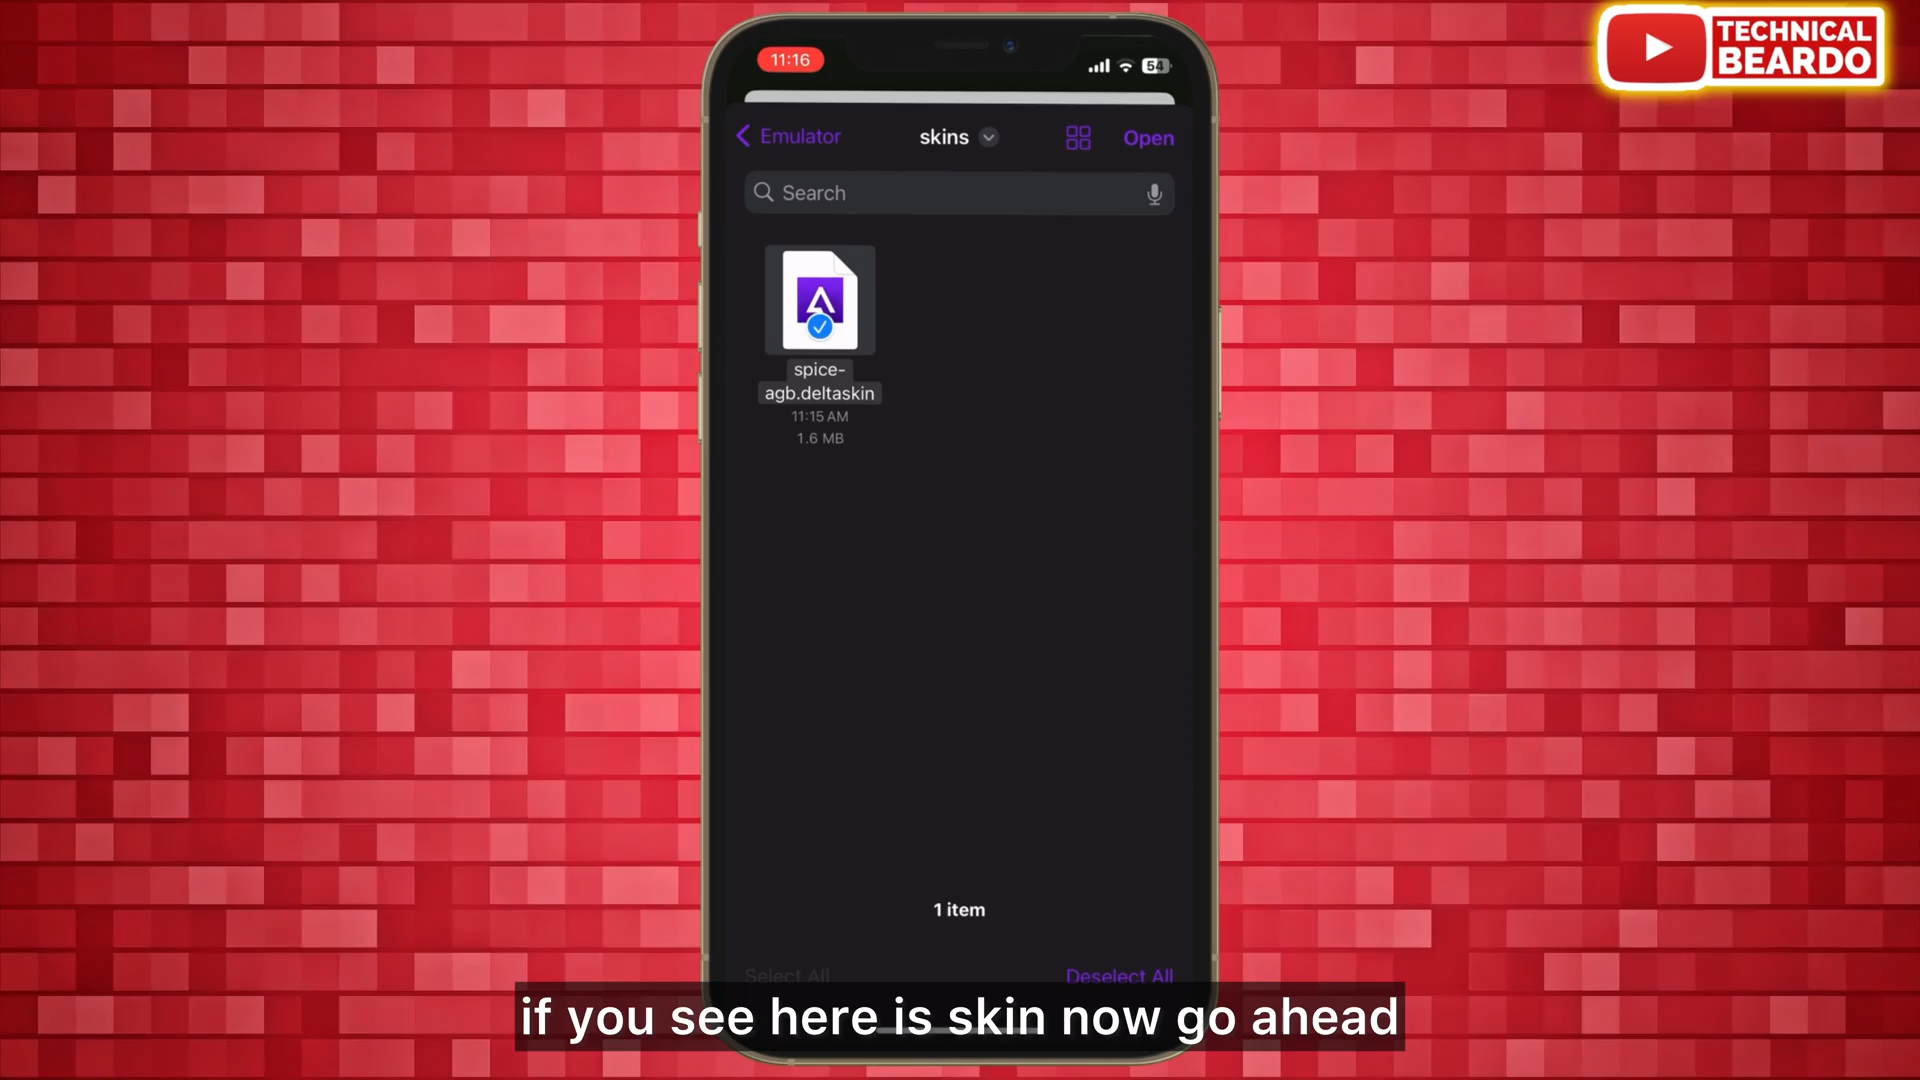 TECHNICAL
BEARDO
11:16
54
Emulator
skins
Open
Search
spice-
agb.deltaskin
11:15 AM
1.6 MB
1 item
Select All
Deselect All
if you see here is skin now go ahead